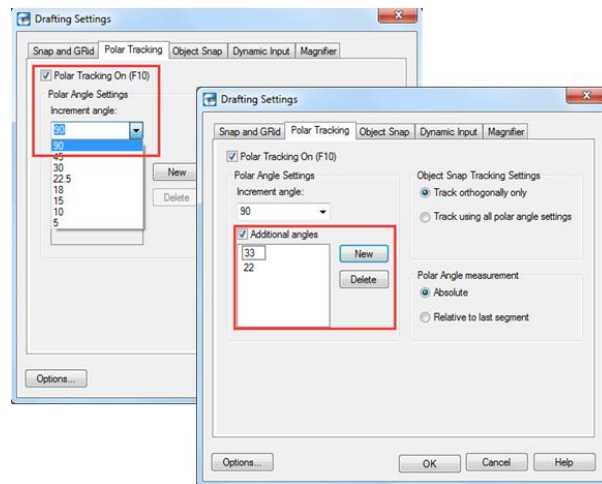 Drafting Settings
Snap and GRid Polar Tracking Object Snap Dynamic Input Magnifier
Polar Tracking On (F10)
Polar Angle Settings
Increment angle:
90
90
45
30
22.5
18
15
10
5
New
Delete
Options...
Drafting Settings
Snap and GRid Polar Tracking Object Snap Dynamic Input Magnifier
Polar Tracking On (F10)
Polar Angle Settings
Increment angle:
90
Additional angles
33
22
New
Delete
Object Snap Tracking Settings
Track orthogonally only
Track using all polar angle settings
Polar Angle measurement
Absolute
Relative to last segment
Options...
OK Cancel Help